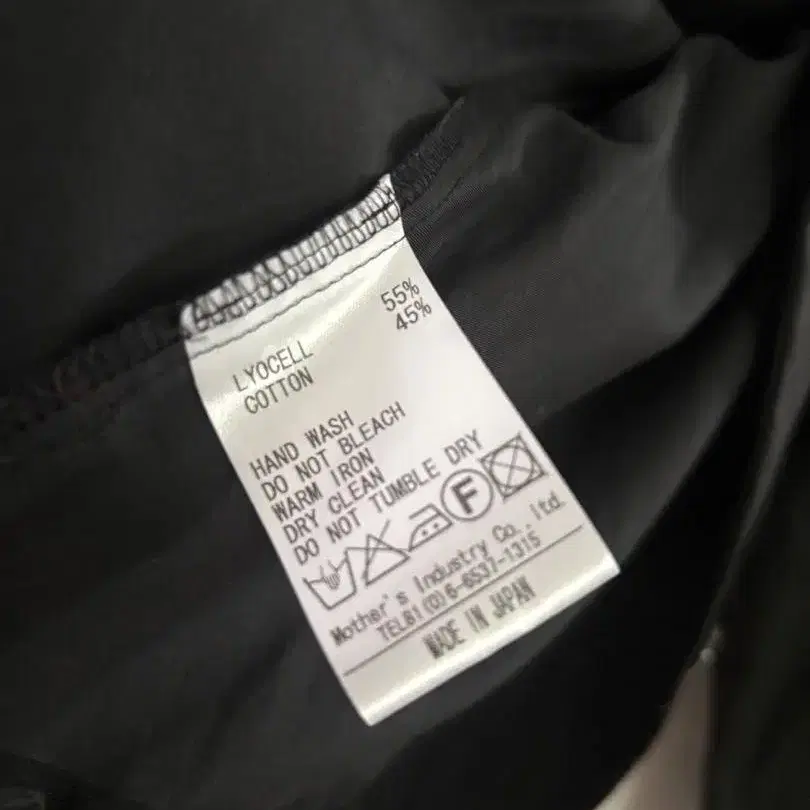 LYOCELL 55%
COTTON 45%
HAND WASH
DO NOT BLEACH
WARM IRON
DRY CLEAN
DO NOT TUMBLE DRY
F
Mother's Industry Co.,ltd.
TEL81(0)6-6537-1315
MADE IN JAPAN